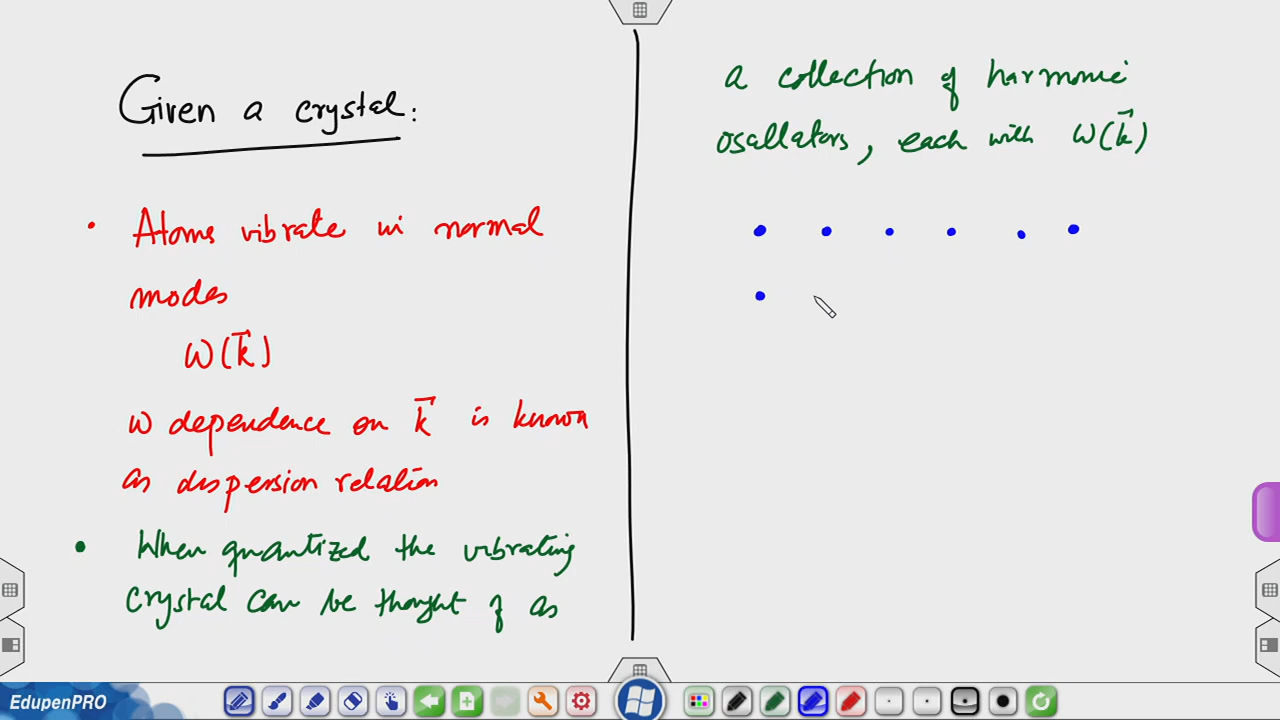 Given a crystal:
• Atoms vibrate in normal
modes
ω(k⃗)
ω dependence on k⃗ is known
as dispersion relation
• When quantized the vibrating
crystal can be thought of as
a collection of harmonic
osallators, each with ω(k⃗)
EdupenPRO